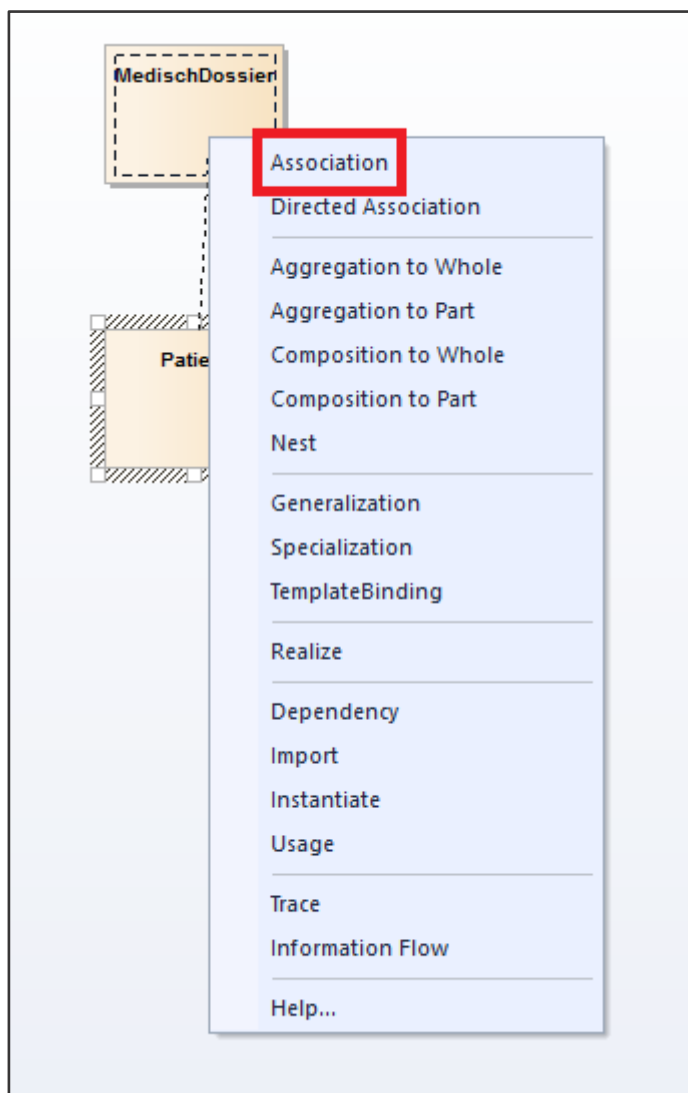 MedischDossier
Association
Directed Association
Aggregation to Whole
Aggregation to Part
Composition to Whole
Composition to Part
Patie
Nest
Generalization
Specialization
TemplateBinding
Realize
Dependency
Import
Instantiate
Usage
Trace
Information Flow
Help...